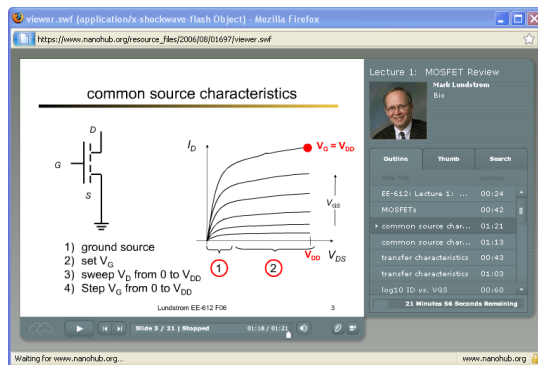 viewer.swf (application/x-shockwave-flash Object) - Mozilla Firefox
https://www.nanohub.org/resource_files/2006/08/01697/viewer.swf
common source characteristics
D
G
S
I_D
V_G = V_DD
V_GS
V_DD V_DS
1 2
1) ground source
2) set V_G
3) sweep V_D from 0 to V_DD
4) Step V_G from 0 to V_DD
Lundstrom EE-612 F06 3
Slide 3 / 21 | Stopped 01:18 / 01:21
Lecture 1: MOSFET Review
Mark Lundstrom
Bio
Outline Thumb Search
Slide Title Duration
EE-612: Lecture 1: ... 00:24
MOSFETs 00:42
common source char... 01:21
common source char... 01:13
transfer characteristics 00:43
transfer characteristics 01:03
log10 ID vs. VGS 00:60
21 Minutes 56 Seconds Remaining
Waiting for www.nanohub.org...
www.nanohub.org